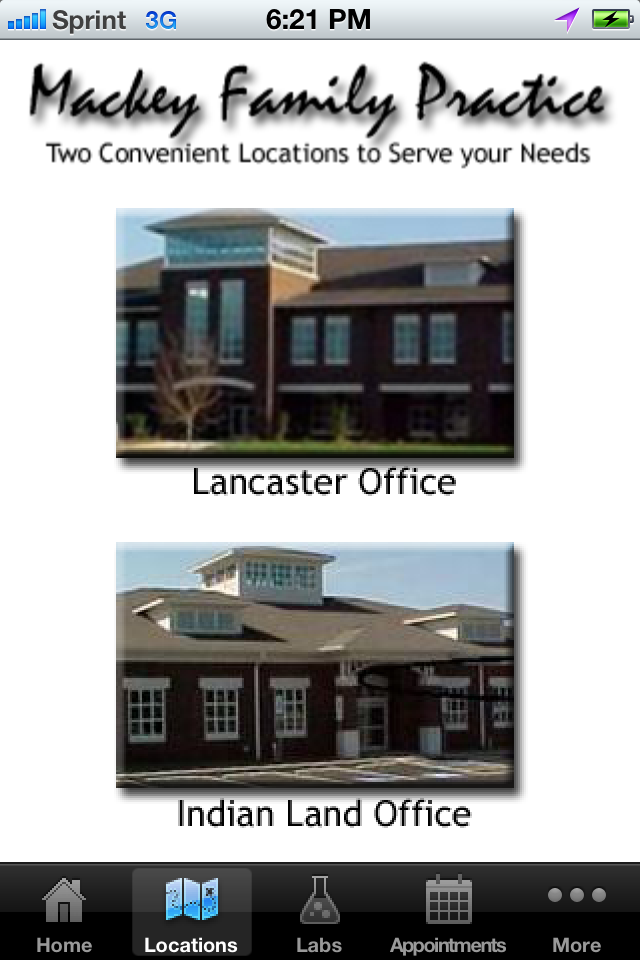 Sprint 3G 6:21 PM
Mackey Family Practice
Two Convenient Locations to Serve your Needs
Lancaster Office
Indian Land Office
Home Locations Labs Appointments More